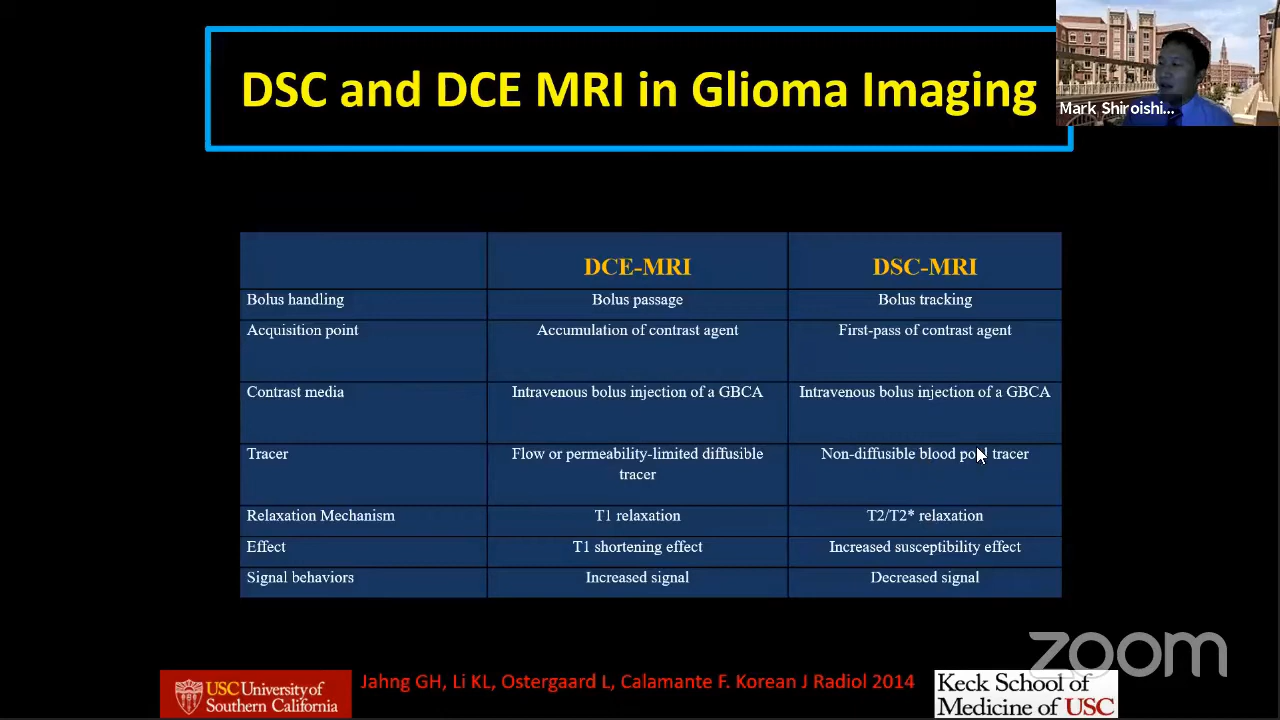 DSC and DCE MRI in Glioma Imaging
Mark Shiroishi...
DCE-MRI DSC-MRI
Bolus handling Bolus passage Bolus tracking
Acquisition point Accumulation of contrast agent First-pass of contrast agent
Contrast media Intravenous bolus injection of a GBCA Intravenous bolus injection of a GBCA
Tracer Flow or permeability-limited diffusible Non-diffusible blood pool tracer
tracer
Relaxation Mechanism T1 relaxation T2/T2* relaxation
Effect T1 shortening effect Increased susceptibility effect
Signal behaviors Increased signal Decreased signal
zoom
USC University of
Southern California
Jahng GH, Li KL, Ostergaard L, Calamante F. Korean J Radiol 2014
Keck School of
Medicine of USC